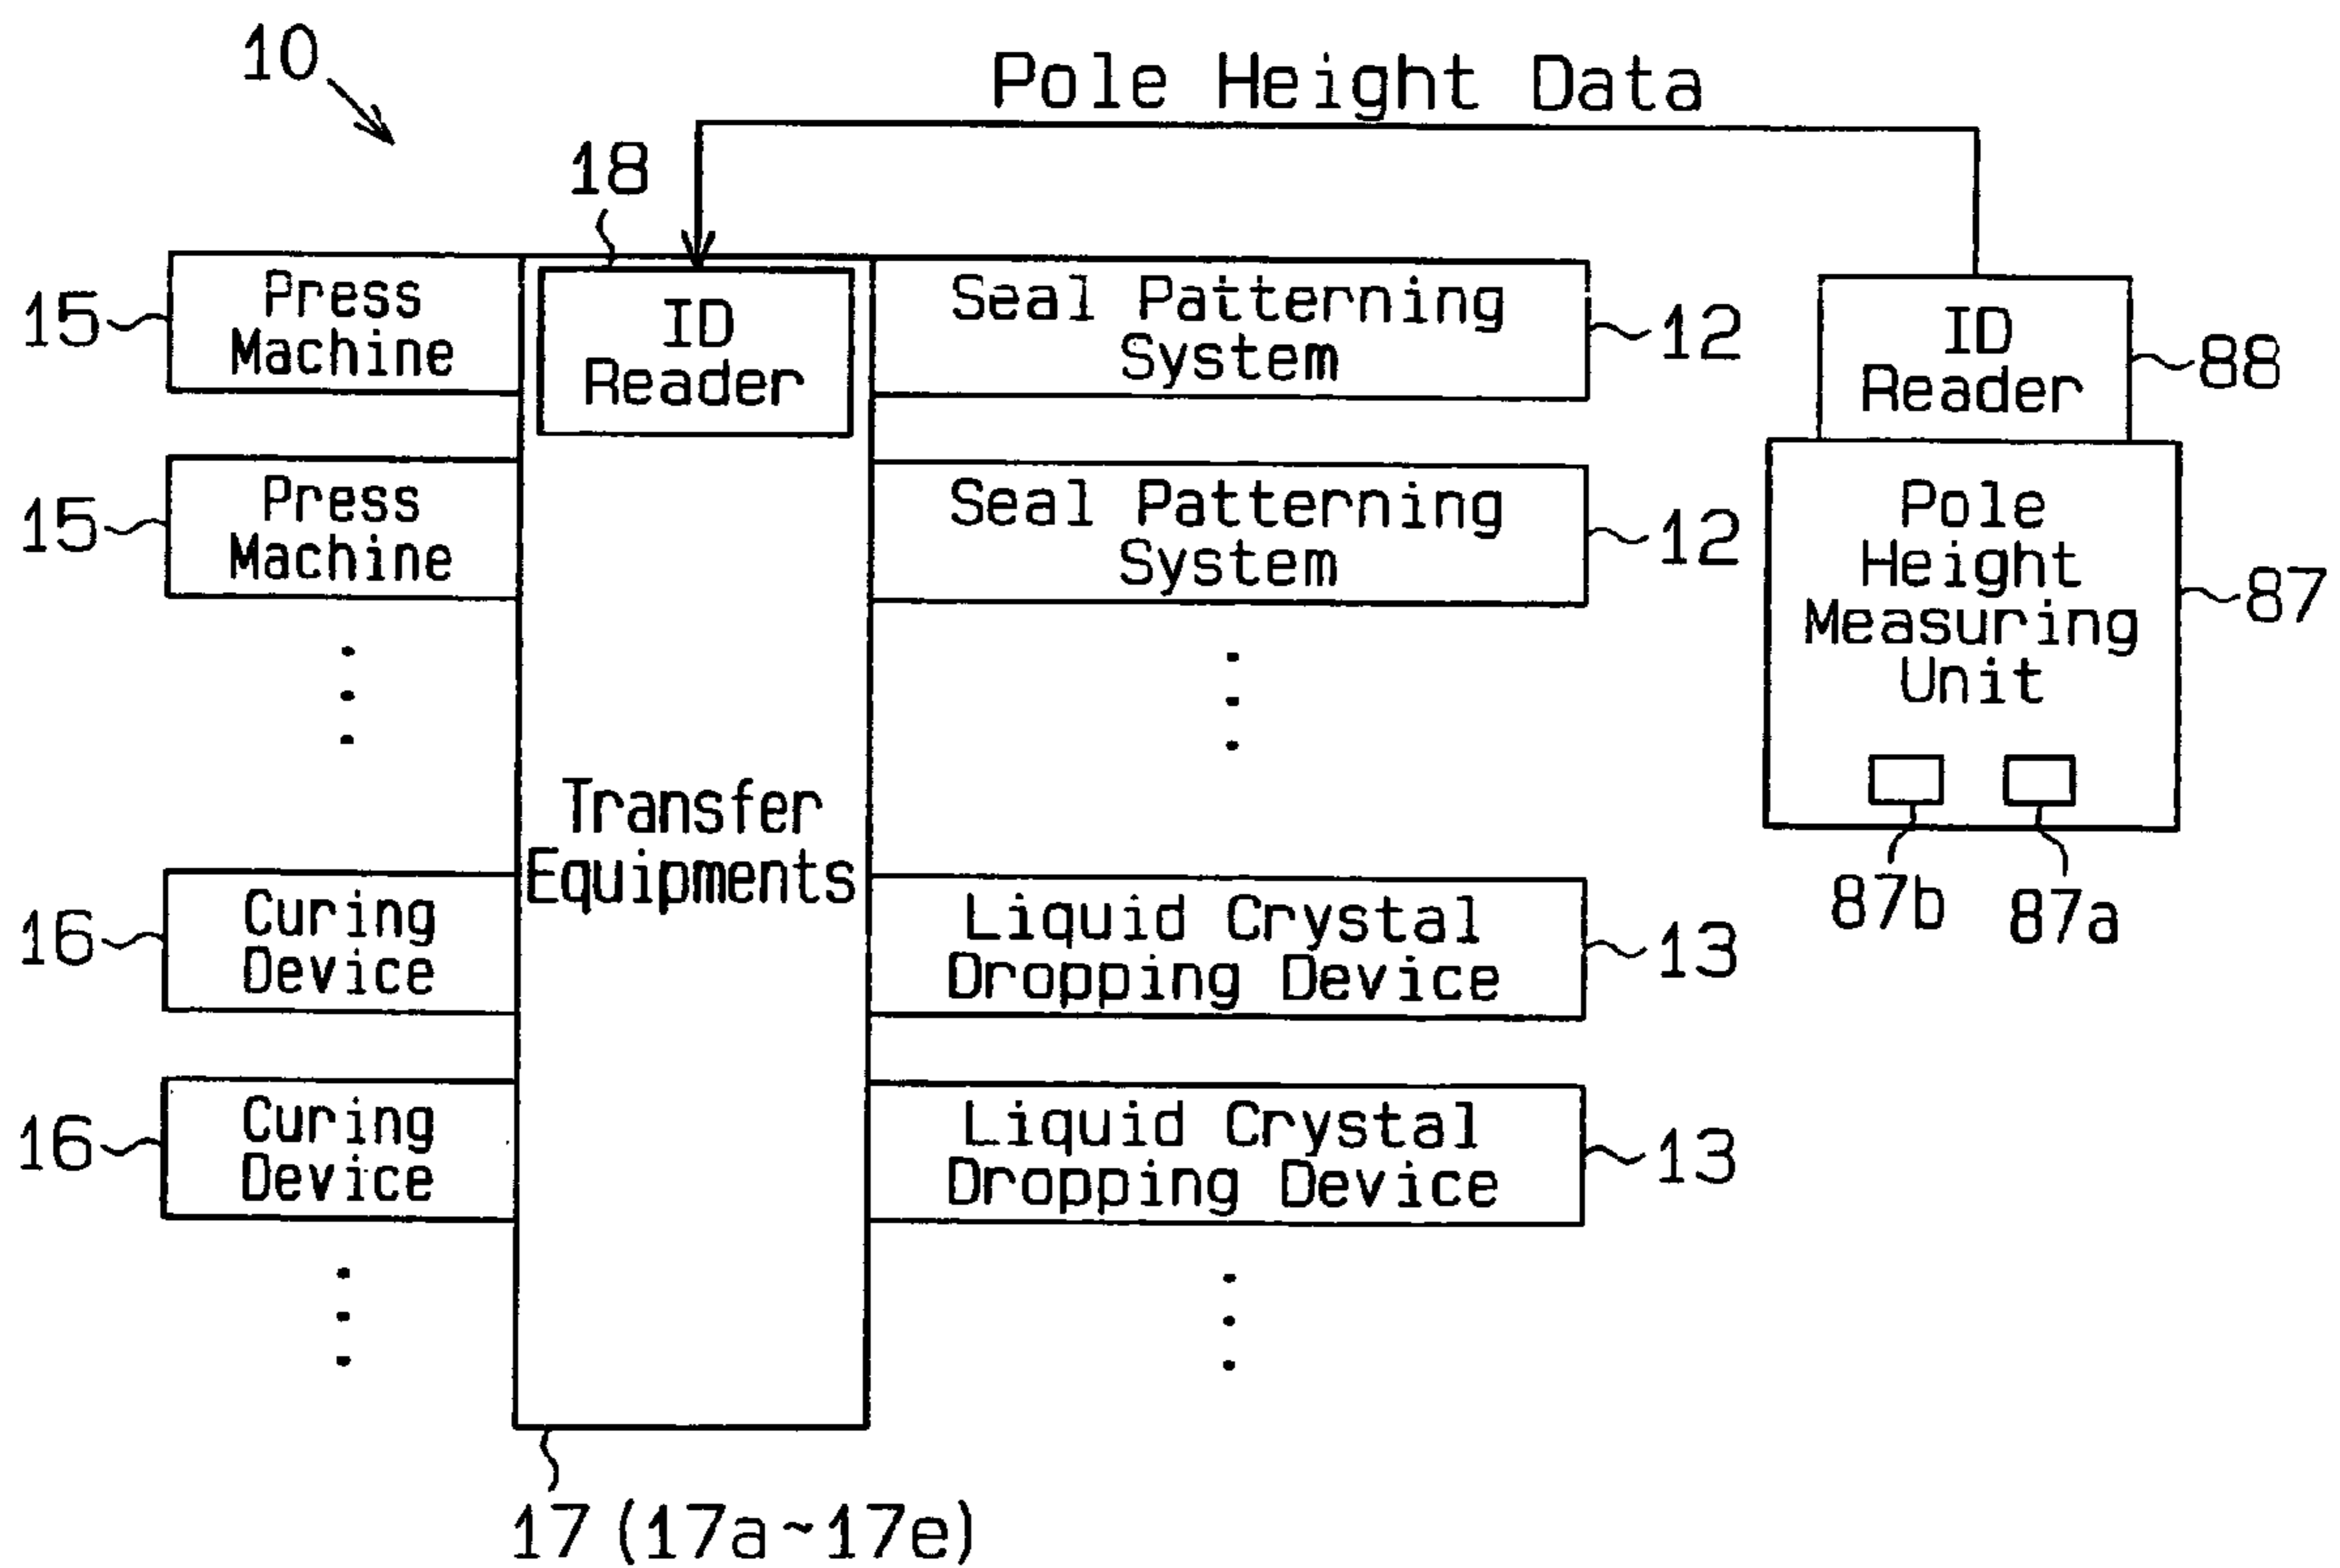 10
Pole Height Data
18
15
Press
Machine
ID
Reader
Seal Patterning
System
12
ID
Reader
88
15
Press
Machine
Seal Patterning
System
12
Pole
Height
Measuring
Unit
87
87b
87a
Transfer
Equipments
16
Curing
Device
Liquid Crystal
Dropping Device
13
16
Curing
Device
Liquid Crystal
Dropping Device
13
17 (17a~17e)